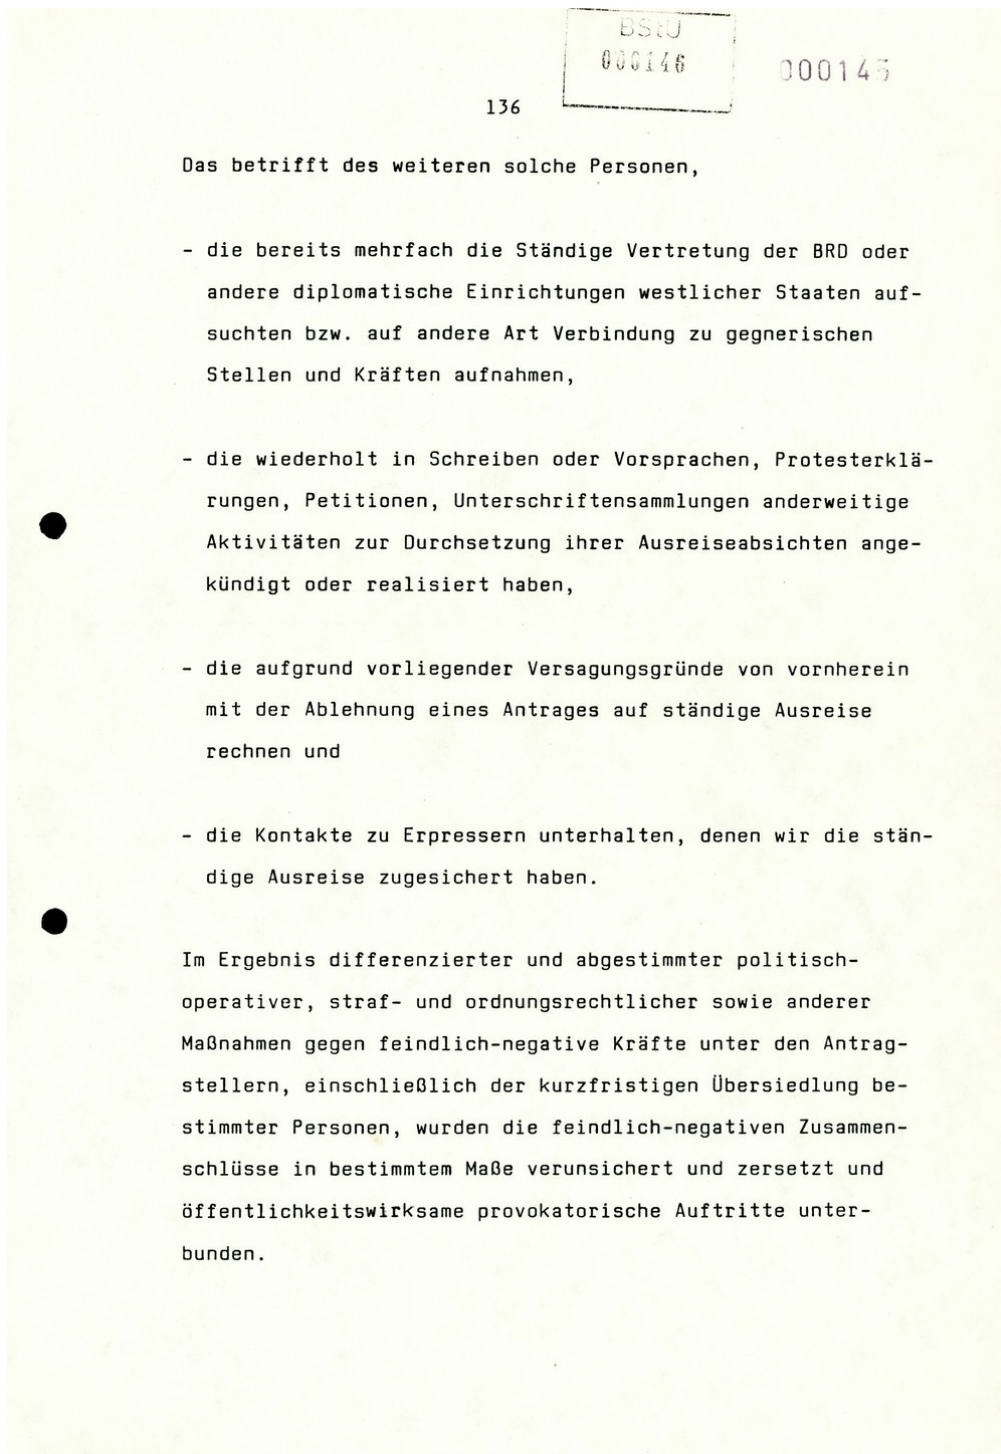 BStU
000146
000145
136
Das betrifft des weiteren solche Personen,
- die bereits mehrfach die Ständige Vertretung der BRD oder
andere diplomatische Einrichtungen westlicher Staaten auf-
suchten bzw. auf andere Art Verbindung zu gegnerischen
Stellen und Kräften aufnahmen,
- die wiederholt in Schreiben oder Vorsprachen, Protesterklä-
rungen, Petitionen, Unterschriftensammlungen anderweitige
Aktivitäten zur Durchsetzung ihrer Ausreiseabsichten ange-
kündigt oder realisiert haben,
- die aufgrund vorliegender Versagungsgründe von vornherein
mit der Ablehnung eines Antrages auf ständige Ausreise
rechnen und
- die Kontakte zu Erpressern unterhalten, denen wir die stän-
dige Ausreise zugesichert haben.
Im Ergebnis differenzierter und abgestimmter politisch-
operativer, straf- und ordnungsrechtlicher sowie anderer
Maßnahmen gegen feindlich-negative Kräfte unter den Antrag-
stellern, einschließlich der kurzfristigen Übersiedlung be-
stimmter Personen, wurden die feindlich-negativen Zusammen-
schlüsse in bestimmtem Maße verunsichert und zersetzt und
öffentlichkeitswirksame provokatorische Auftritte unter-
bunden.